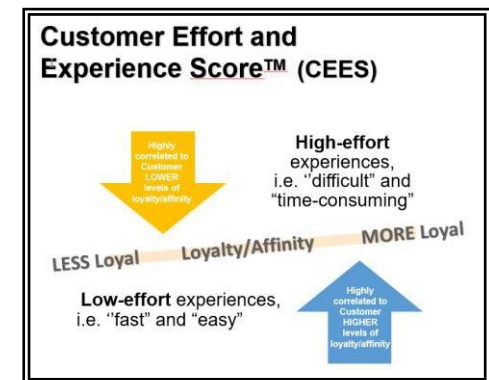 Customer Effort and
Experience Score™ (CEES)
Highly
correlated to
Customer
LOWER
levels of
loyalty/affinity
High-effort
experiences,
i.e. ‘‘difficult” and
“time-consuming”
LESS Loyal Loyalty/Affinity MORE Loyal
Low-effort experiences,
i.e. ‘‘fast” and “easy”
Highly
correlated to
Customer
HIGHER
levels of
loyalty/affinity